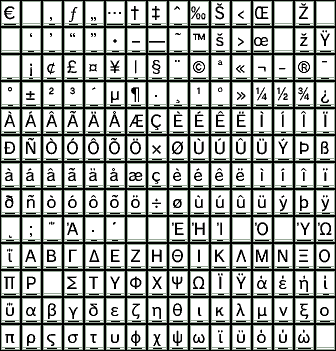 € ‚ ƒ „ … † ‡ ˆ ‰ Š ‹ Œ Ž
‘ ’ “ ” • – — ˜ ™ š › œ ž Ÿ
¡ ¢ £ ¤ ¥ ¦ § ¨ © ª « ¬ - ® ¯
° ± ² ³ ´ µ ¶ · ¸ ¹ º » ¼ ½ ¾ ¿
À Á Â Ã Ä Å Æ Ç È É Ê Ë Ì Í Î Ï
Ð Ñ Ò Ó Ô Õ Ö × Ø Ù Ú Û Ü Ý Þ ß
à á â ã ä å æ ç è é ê ë ì í î ï
ð ñ ò ó ô õ ö ÷ ø ù ú û ü ý þ ÿ
ͺ ; ΅ Ά · ΄ Έ Ή Ί Ό Ύ Ώ
ΐ Α Β Γ Δ Ε Ζ Η Θ Ι Κ Λ Μ Ν Ξ Ο
Π Ρ Σ Τ Υ Φ Χ Ψ Ω Ϊ Ϋ ά έ ή ί
ΰ α β γ δ ε ζ η θ ι κ λ μ ν ξ ο
π ρ ς σ τ υ φ χ ψ ω ϊ ϋ ό ύ ώ